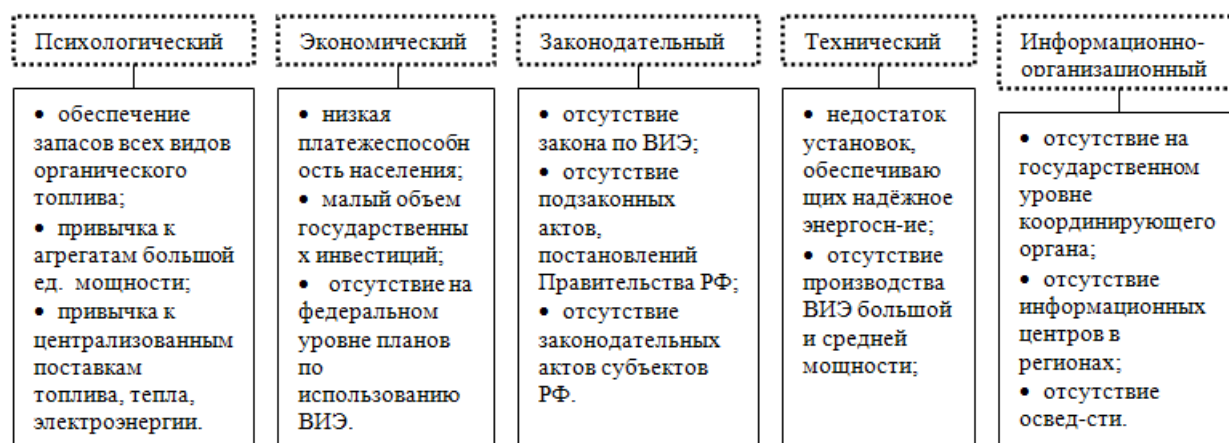 Психологический
• обеспечение
запасов всех видов
органического
топлива;
• привычка к
агрегатам большой
ед. мощности;
• привычка к
централизованным
поставкам
топлива, тепла,
электроэнергии.
Экономический
• низкая
платежеспособн
ость населения;
• малый объем
государственны
х инвестиций;
• отсутствие на
федеральном
уровне планов
по
использованию
ВИЭ.
Законодательный
• отсутствие
закона по ВИЭ;
• отсутствие
подзаконных
актов,
постановлений
Правительства РФ;
• отсутствие
законодательных
актов субъектов
РФ.
Технический
• недостаток
установок,
обеспечиваю
щих надёжное
энергосн-ие;
• отсутствие
производства
ВИЭ большой
и средней
мощности;
Информационно-
организационный
• отсутствие на
государственном
уровне
координирующего
органа;
• отсутствие
информационных
центров в
регионах;
• отсутствие
освед-сти.